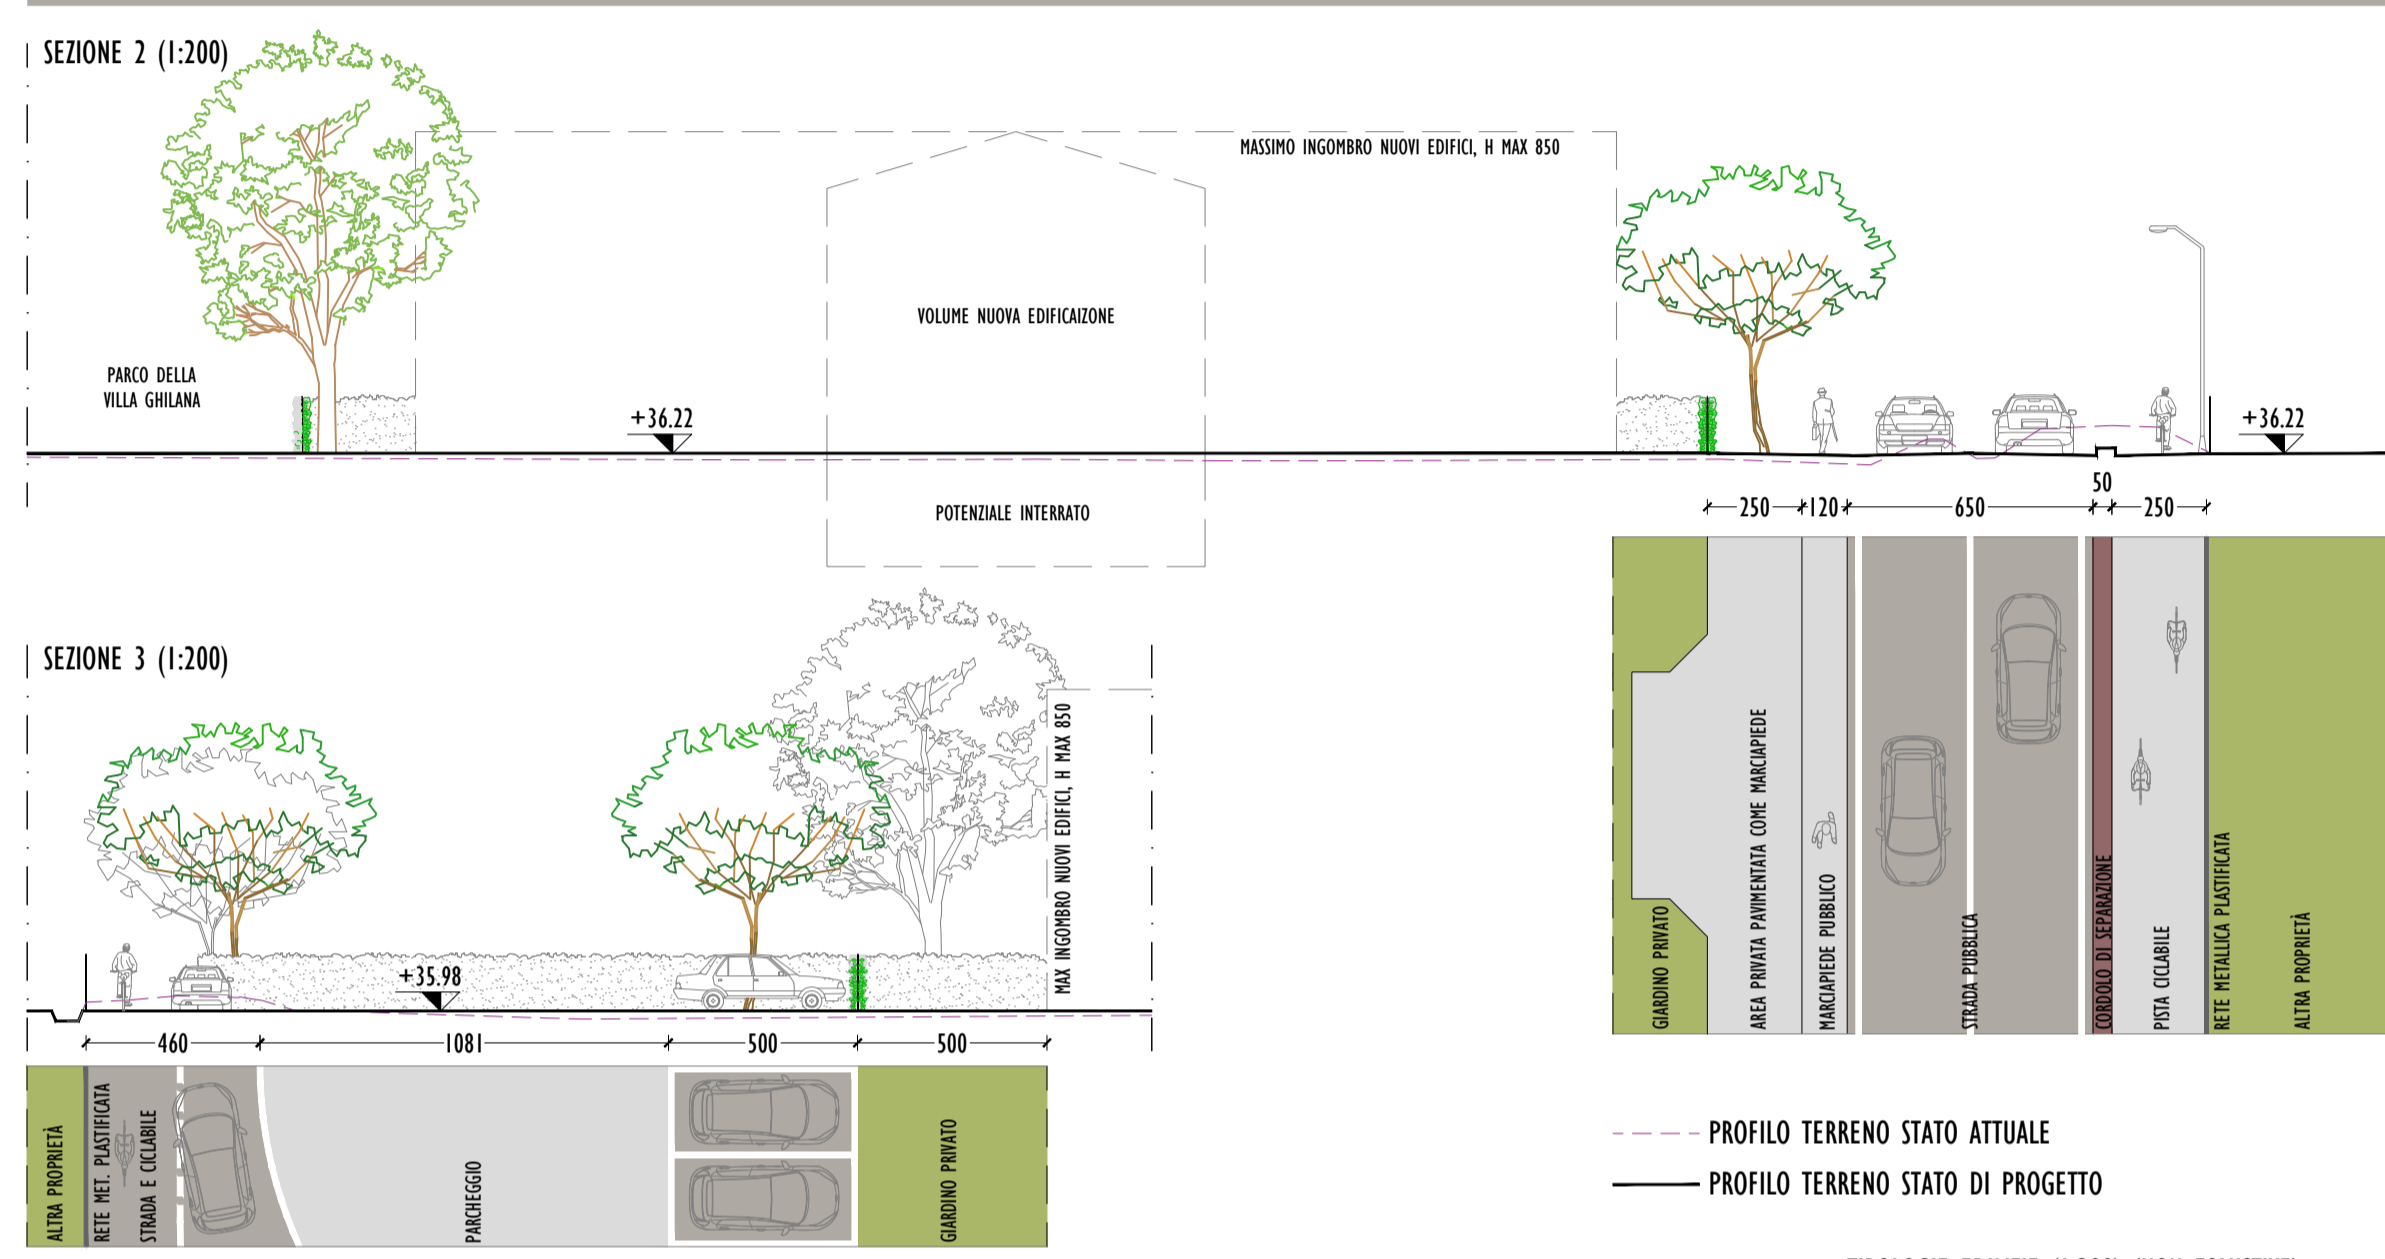 SEZIONE 2 (1:200)
MASSIMO INGOMBRO NUOVI EDIFICI, H MAX 850
VOLUME NUOVA EDIFICAIZONE
PARCO DELLA
VILLA GHILANA
+36.22
+36.22
POTENZIALE INTERRATO
50
250
120
650
250
GIARDINO PRIVATO
AREA PRIVATA PAVIMENTATA COME MARCIAPIEDE
MARCIAPIEDE PUBBLICO
STRADA PUBBLICA
CORDOLO DI SEPARAZIONE
PISTA CICLABILE
RETE METALLICA PLASTIFICATA
ALTRA PROPRIETÀ
SEZIONE 3 (1:200)
MAX INGOMBRO NUOVI EDIFICI, H MAX 850
+35.98
460
1081
500
500
ALTRA PROPRIETÀ
RETE MET. PLASTIFICATA
STRADA E CICLABILE
PARCHEGGIO
GIARDINO PRIVATO
PROFILO TERRENO STATO ATTUALE
PROFILO TERRENO STATO DI PROGETTO